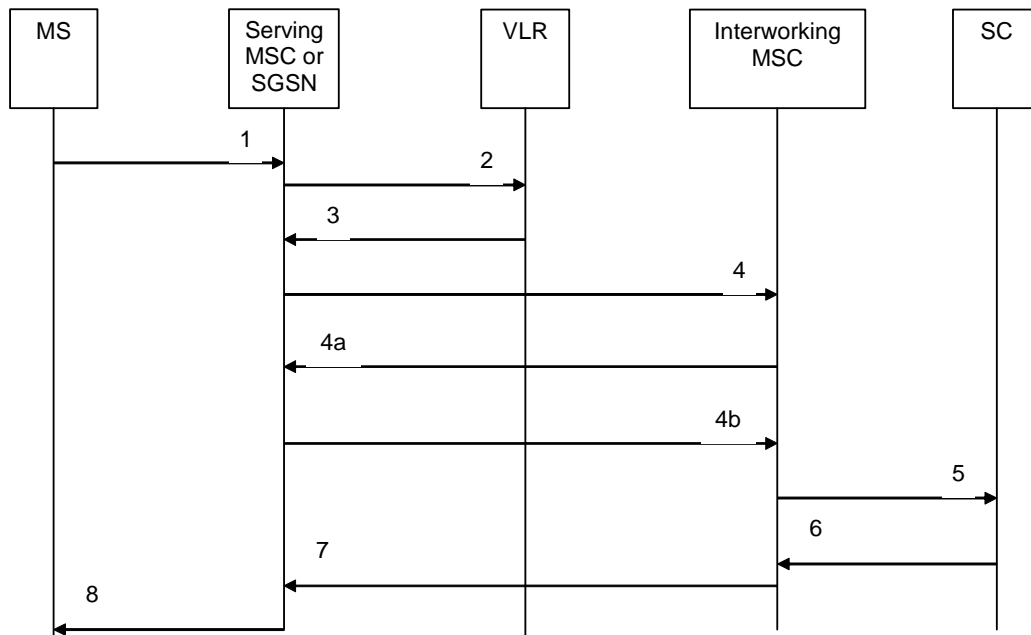 MS
Serving
MSC or
SGSN
VLR
Interworking
MSC
SC
1
2
3
4
4a
4b
5
6
7
8